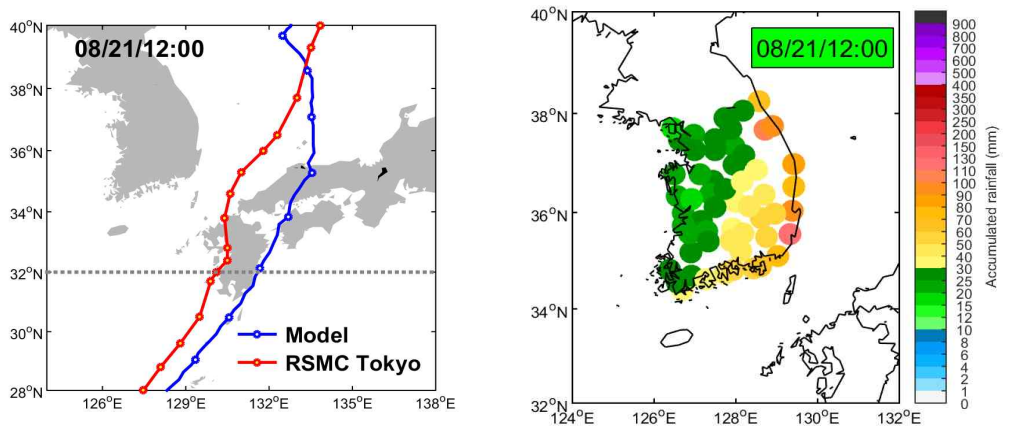 40°N
08/21/12:00
38°N
36°N
34°N
32°N
30°N
28°N
Model
RSMC Tokyo
126°E
129°E
132°E
135°E
138°E
40°N
08/21/12:00
38°N
36°N
34°N
32°N
124°E
126°E
128°E
130°E
132°E
900
800
700
600
500
400
350
300
250
200
150
130
110
100
90
80
70
60
50
40
30
25
20
15
12
10
8
6
4
2
1
0
Accumulated rainfall (mm)